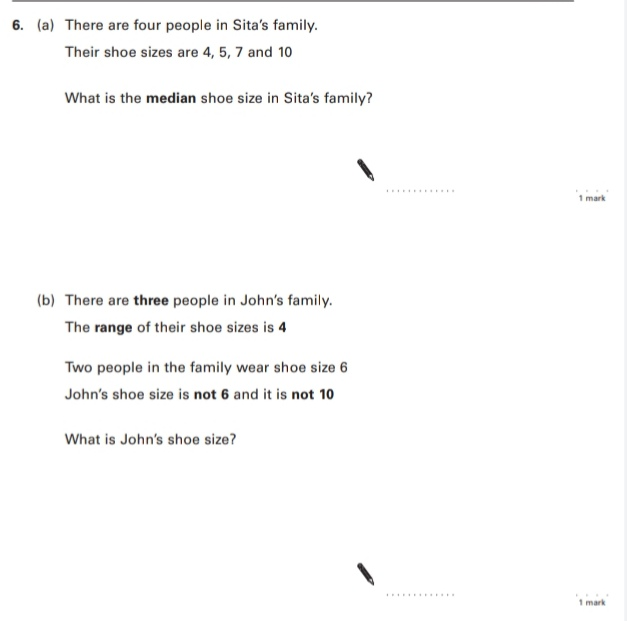 6. (a) There are four people in Sita's family.
Their shoe sizes are 4, 5, 7 and 10
What is the median shoe size in Sita's family?
.............
1 mark
(b) There are three people in John's family.
The range of their shoe sizes is 4
Two people in the family wear shoe size 6
John's shoe size is not 6 and it is not 10
What is John's shoe size?
.............
1 mark